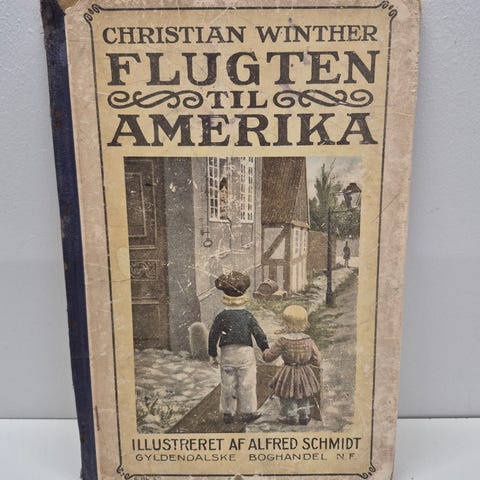 CHRISTIAN WINTHER
FLUGTEN
TIL
AMERIKA
ILLUSTRERET AF ALFRED SCHMIDT
GYLDENDALSKE BOGHANDEL N.F.